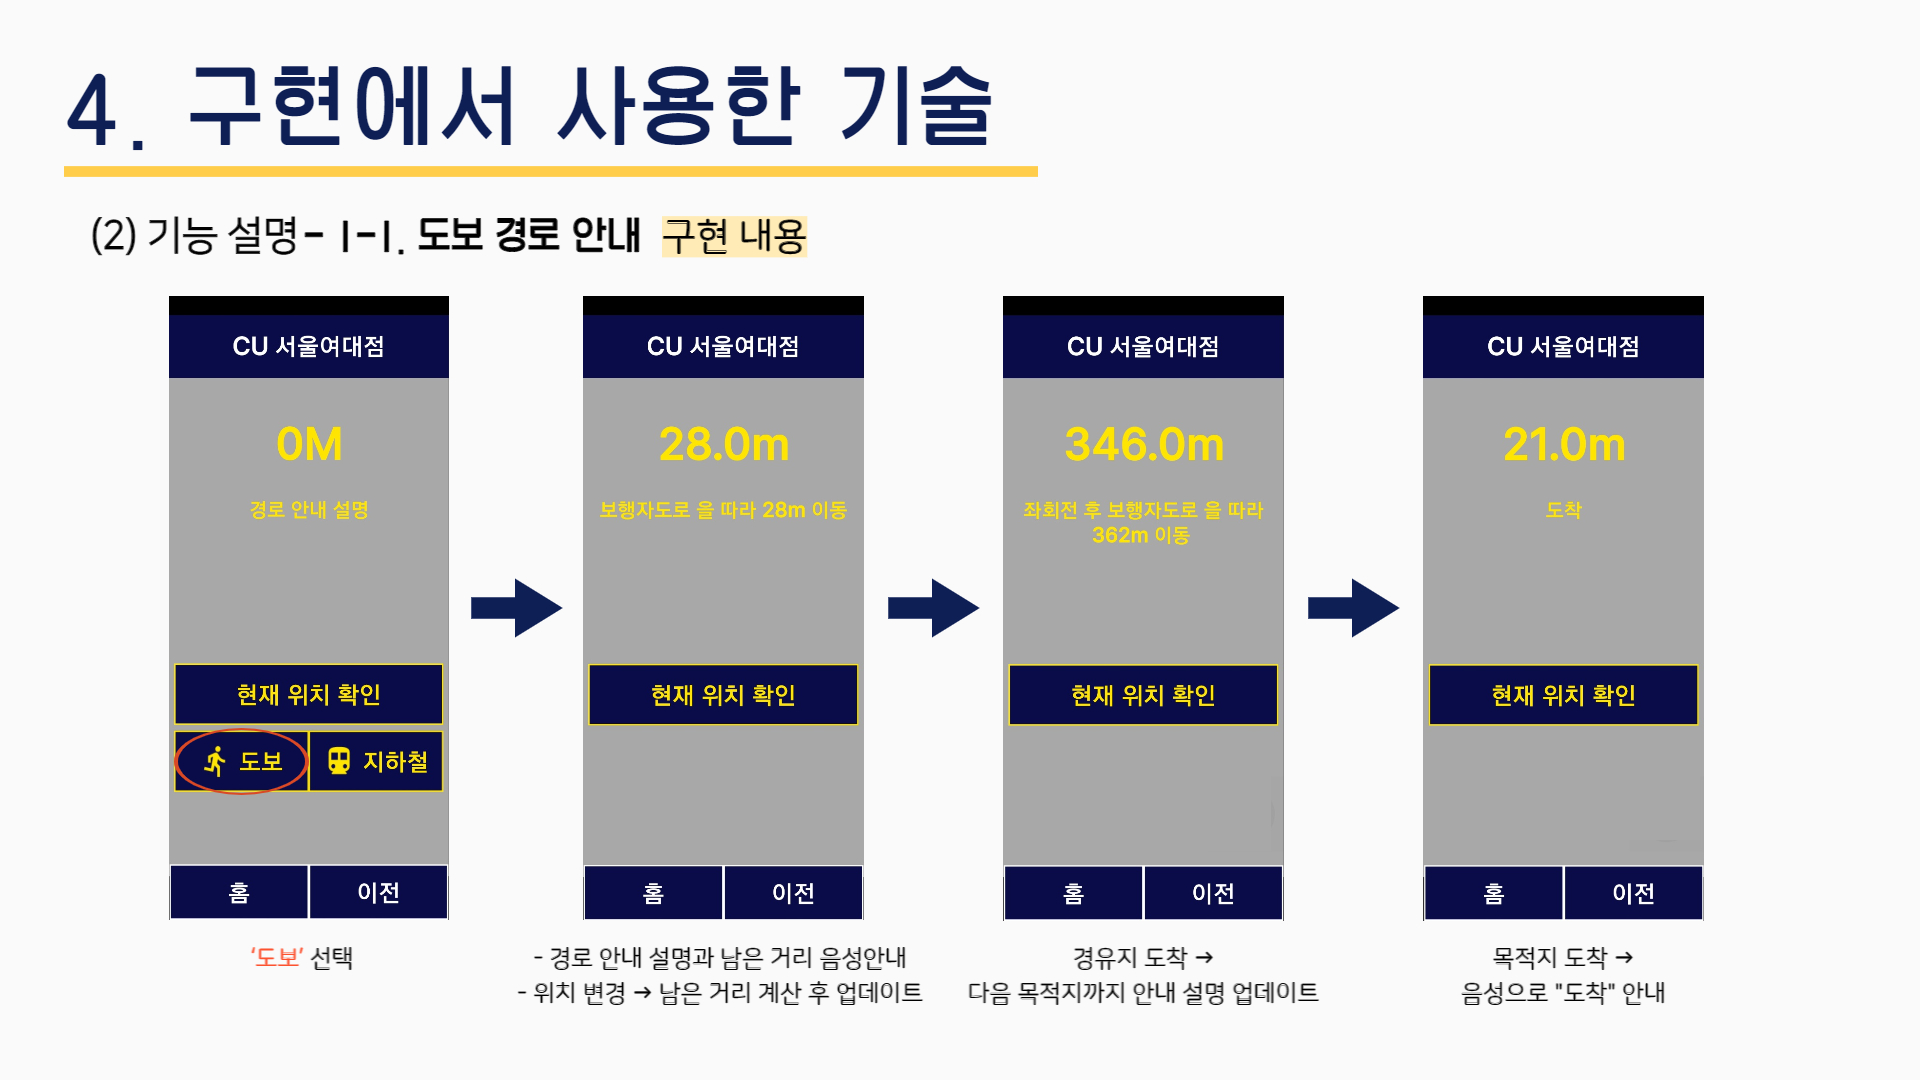 4. 구현에서 사용한 기술
(2) 기능 설명- 1-1. 도보 경로 안내 구현 내용
CU 서울여대점
0M
경로 안내 설명
현재 위치 확인
도보
지하철
홈
이전
'도보' 선택
CU 서울여대점
28.0m
보행자도로 을 따라 28m 이동
현재 위치 확인
홈
이전
- 경로 안내 설명과 남은 거리 음성안내
- 위치 변경 → 남은 거리 계산 후 업데이트
CU 서울여대점
346.0m
좌회전 후 보행자도로 을 따라
362m 이동
현재 위치 확인
홈
이전
경유지 도착 →
다음 목적지까지 안내 설명 업데이트
CU 서울여대점
21.0m
도착
현재 위치 확인
홈
이전
목적지 도착 →
음성으로 "도착" 안내